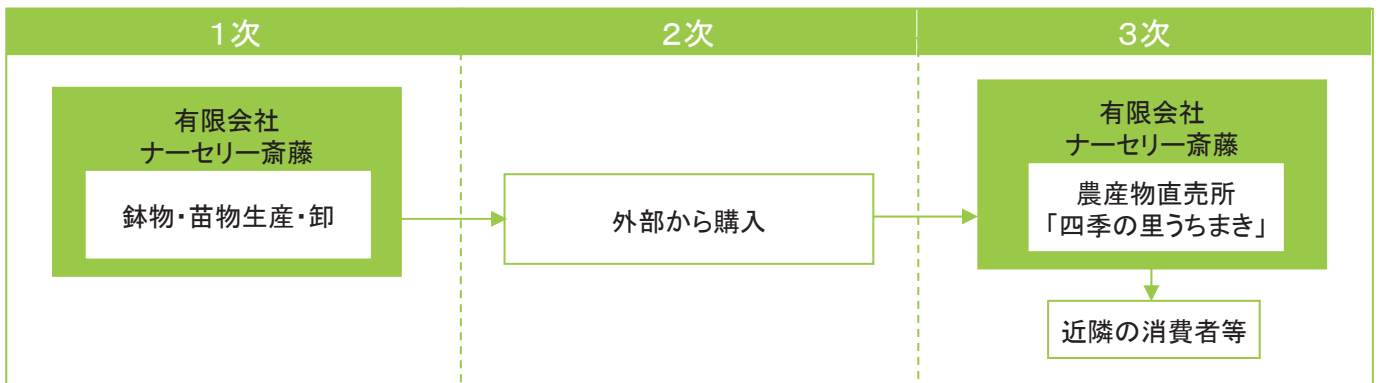 1次
2次
3次
有限会社
ナーセリー斎藤
鉢物・苗物生産・卸
外部から購入
有限会社
ナーセリー斎藤
農産物直売所
「四季の里うちまき」
近隣の消費者等